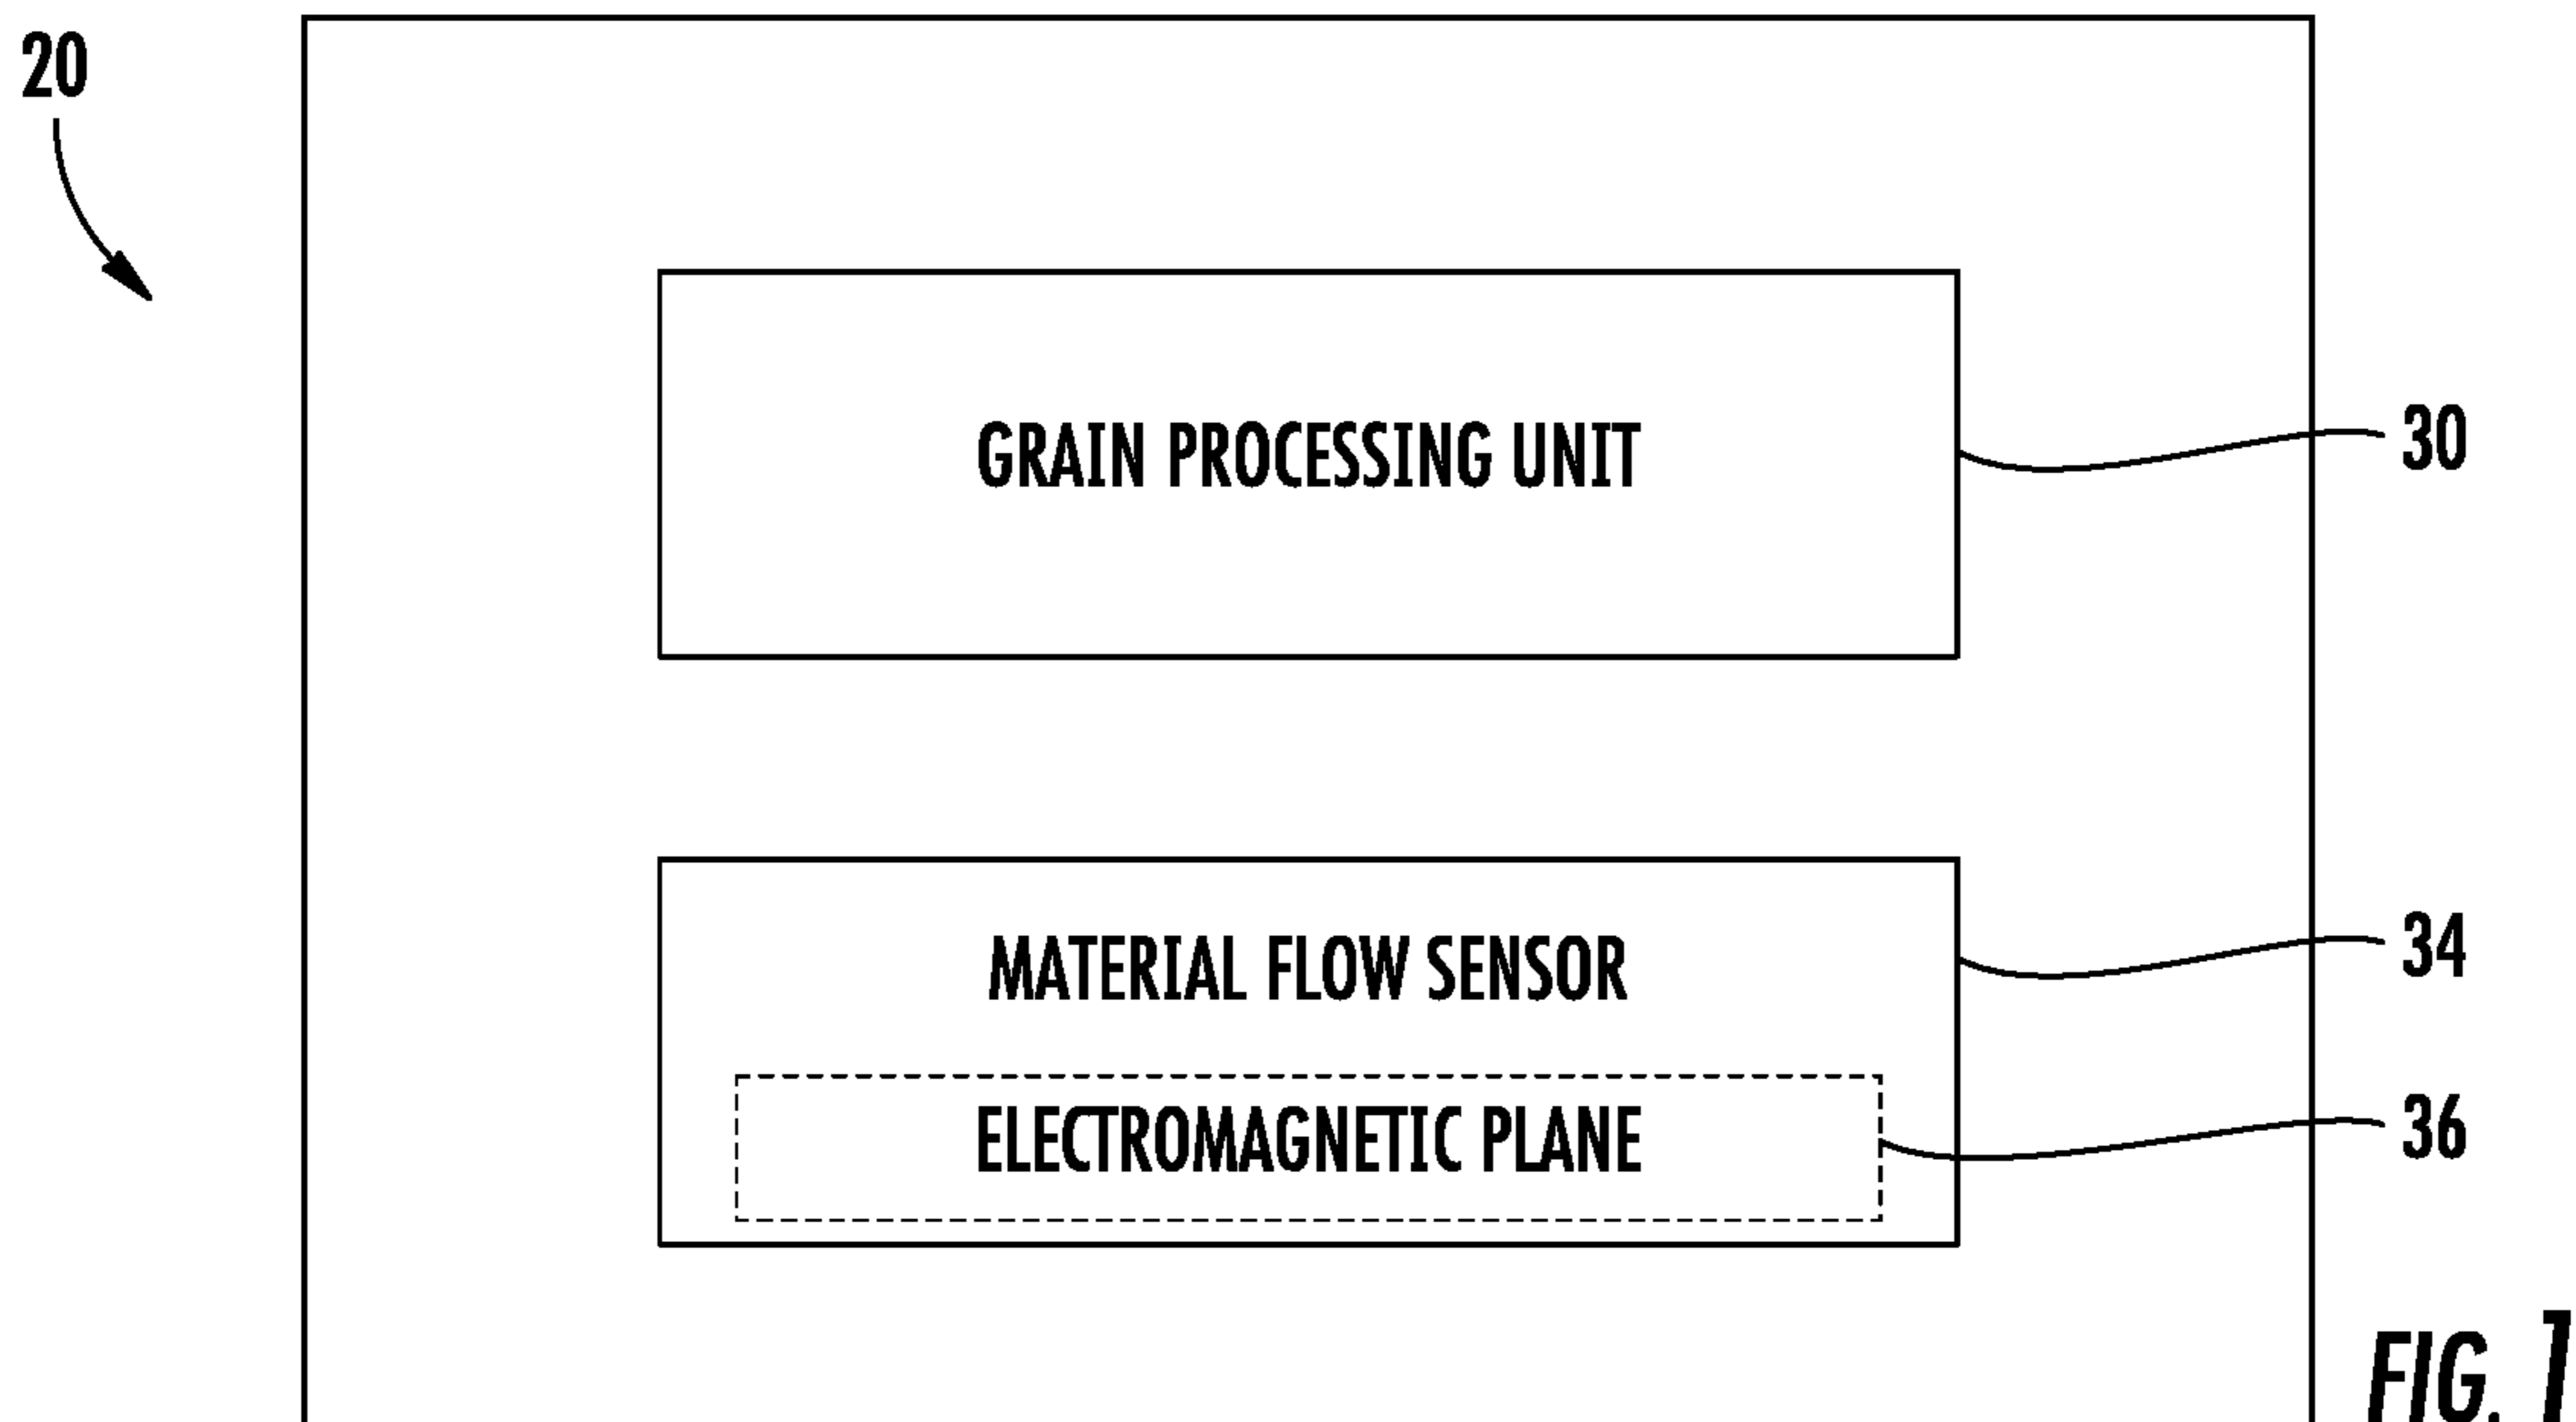 20
GRAIN PROCESSING UNIT
30
MATERIAL FLOW SENSOR
34
ELECTROMAGNETIC PLANE
36
FIG. 1